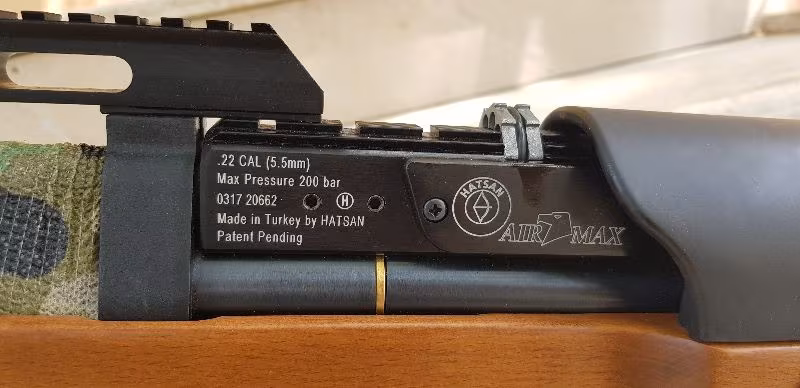 .22 CAL (5.5mm)
Max Pressure 200 bar
0317 20662 H
Made in Turkey by HATSAN
Patent Pending
HATSAN
AIR MAX